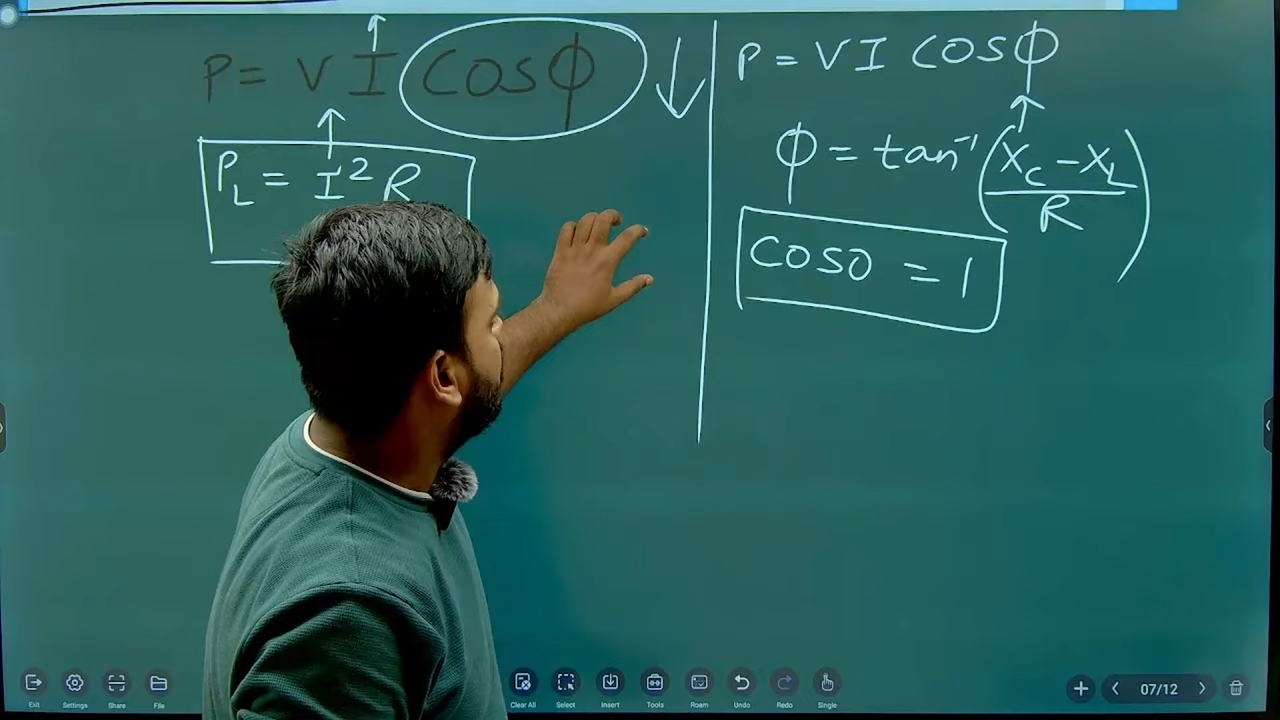 P = V I COS Φ
P_L = I² R
P = V I COS Φ
Φ = tan⁻¹ (X_C − X_L / R)
COS 0 = 1
Exit Settings Share File Clear All Select Insert Tools Roam Undo Redo Single 07/12